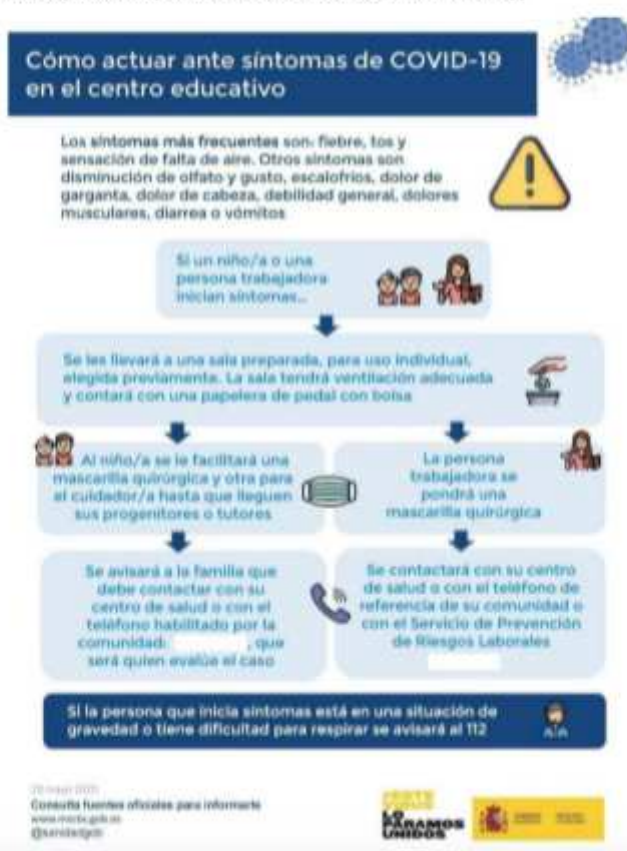 Cómo actuar ante síntomas de COVID-19
en el centro educativo
Los síntomas más frecuentes son: fiebre, tos y
sensación de falta de aire. Otros síntomas son
disminución de olfato y gusto, escalofríos, dolor de
garganta, dolor de cabeza, debilidad general, dolores
musculares, diarrea o vómitos
Si un niño/a o una
persona trabajadora
inician síntomas...
Se les llevará a una sala preparada, para uso individual,
elegida previamente. La sala tendrá ventilación adecuada
y contará con una papelera de pedal con bolsa
Al niño/a se le facilitará una
mascarilla quirúrgica y otra para
el cuidador/a hasta que lleguen
sus progenitores o tutores
La persona
trabajadora se
pondrá una
mascarilla quirúrgica
Se avisará a la familia que
debe contactar con su
centro de salud o con el
teléfono habilitado por la
comunidad: , que
será quien evalúe el caso
Se contactará con su centro
de salud o con el teléfono de
referencia de su comunidad o
con el Servicio de Prevención
de Riesgos Laborales
Si la persona que inicia síntomas está en una situación de
gravedad o tiene dificultad para respirar se avisará al 112
Consulta fuentes oficiales para informarte
@sanidadgob
LO
PARAMOS
UNIDOS